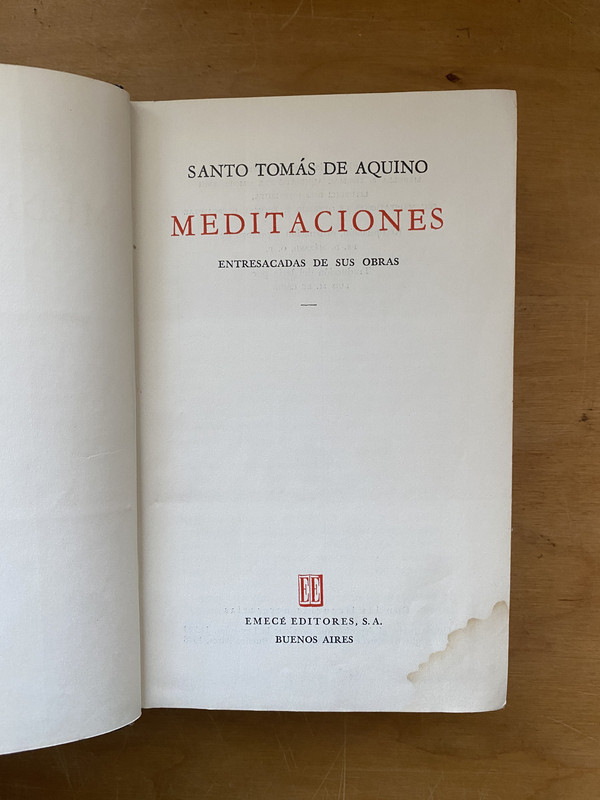 SANTO TOMÁS DE AQUINO
MEDITACIONES
ENTRESACADAS DE SUS OBRAS
EE
EMECÉ EDITORES, S.A.
BUENOS AIRES